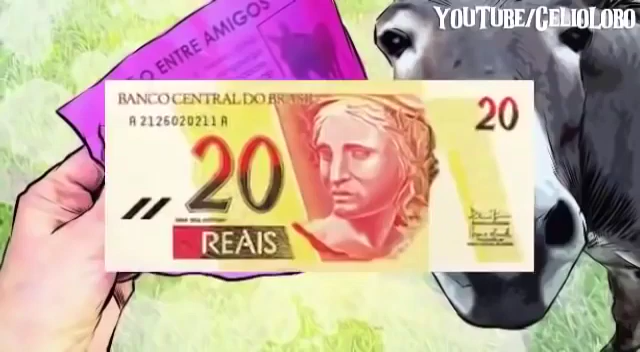 YouTube/CelioLobo
O ENTRE AMIGOS
BANCO CENTRAL DO BRASIL
A 2126020211 A
20
20
REAIS